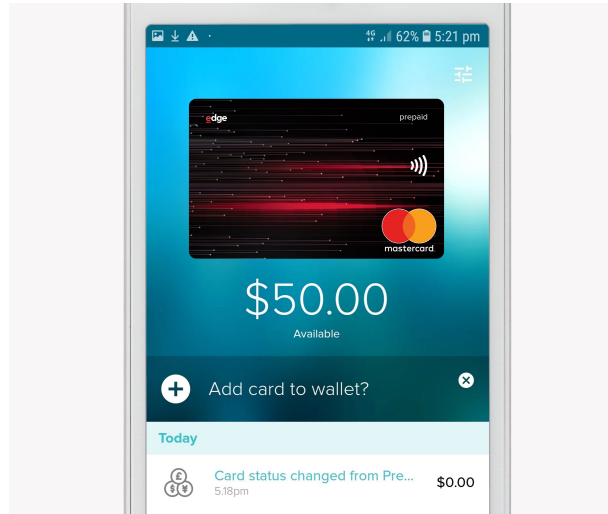 4G 62% 5:21 pm
edge prepaid
mastercard
$50.00
Available
Add card to wallet?
Today
Card status changed from Pre... $0.00
5.18pm